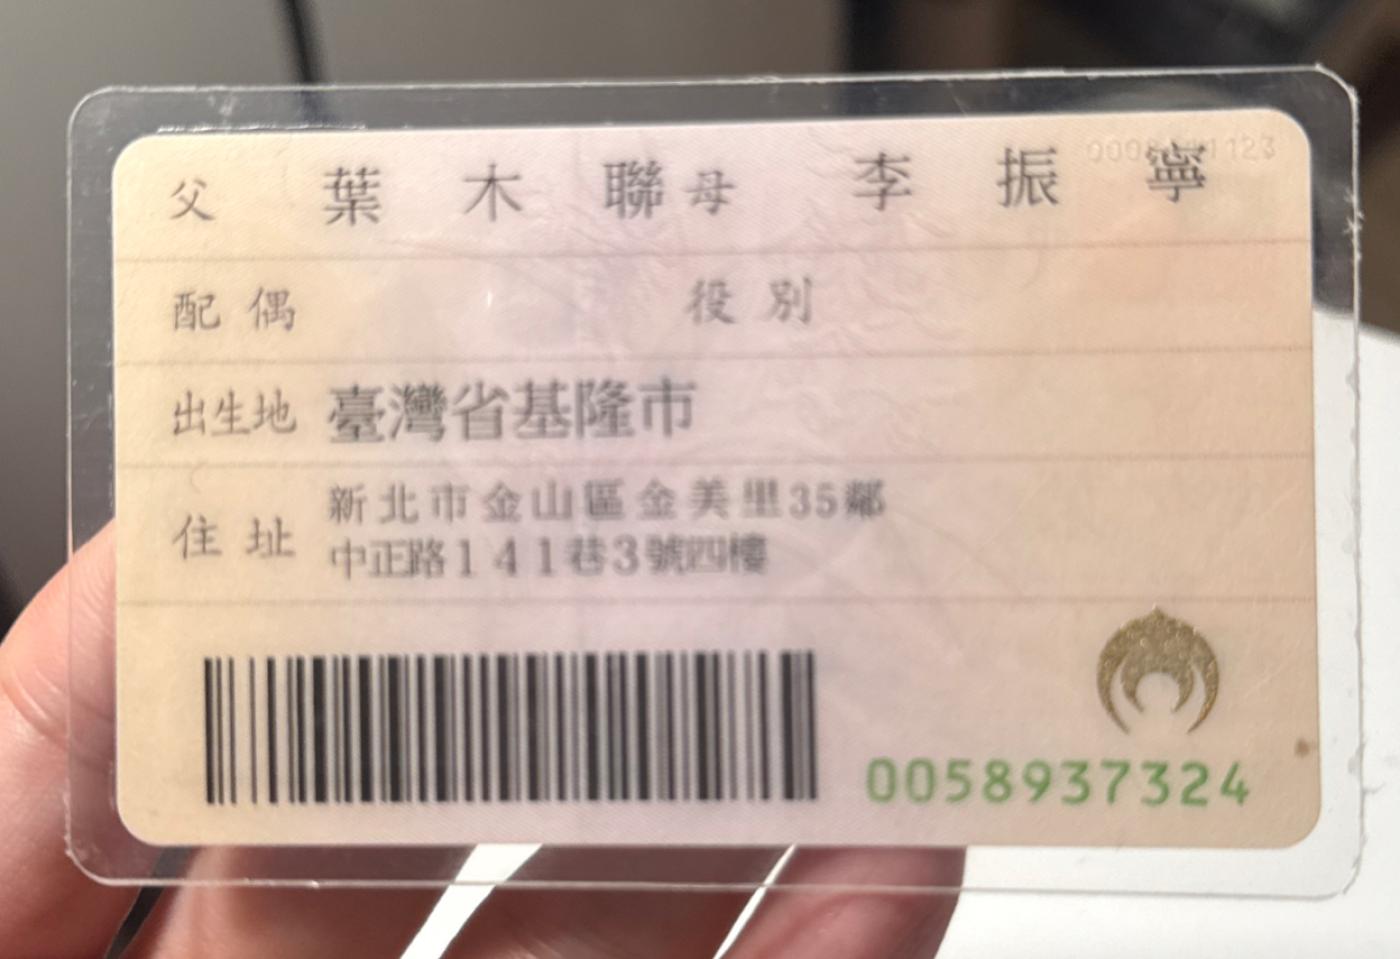 父 葉木聯 母 李振寧
配偶 役別
出生地 臺灣省基隆市
住址 新北市金山區金美里35鄰
中正路141巷3號四樓
0058937324